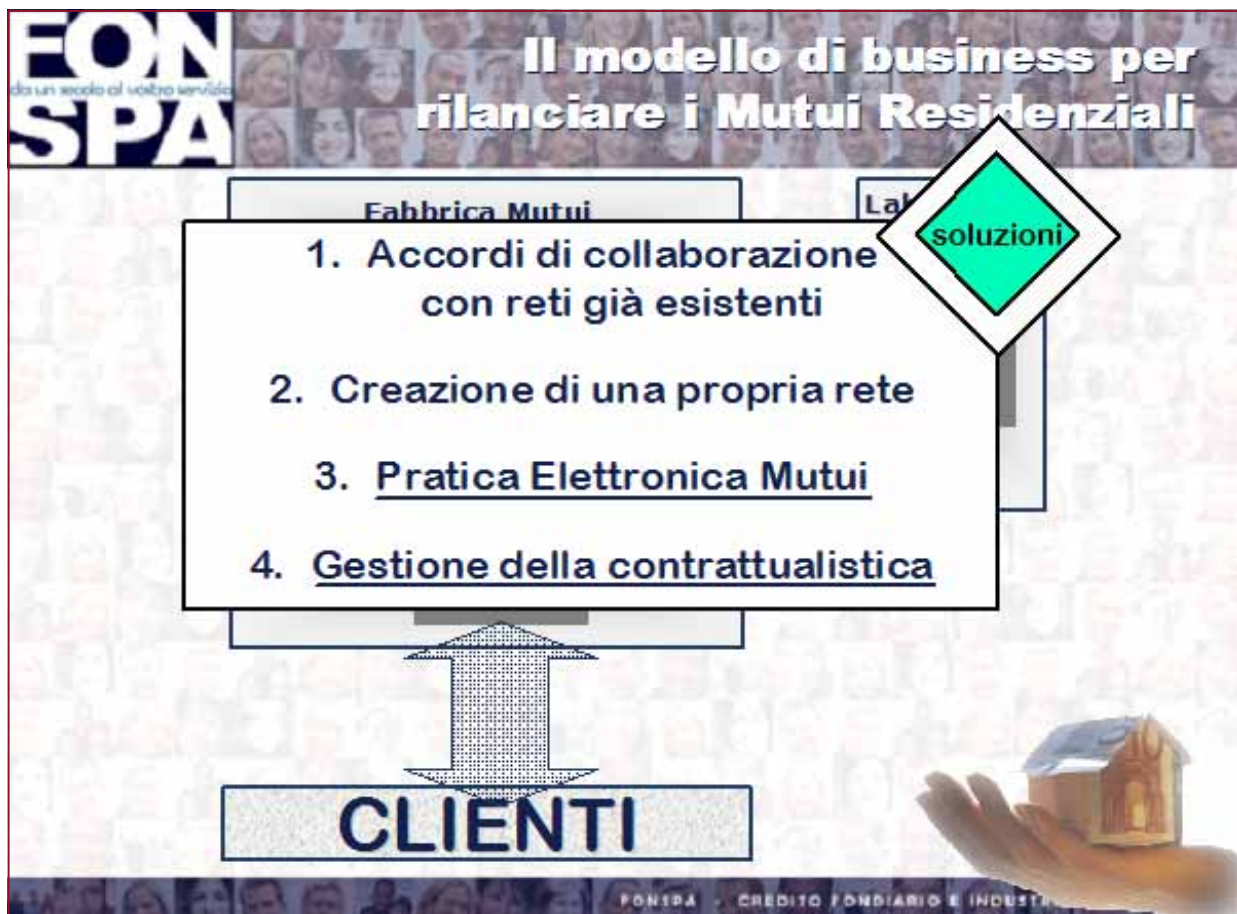 FON
da un secolo al vostro servizio
SPA
Il modello di business per
rilanciare i Mutui Residenziali
Fabbrica Mutui
soluzioni
1. Accordi di collaborazione
con reti già esistenti
2. Creazione di una propria rete
3. Pratica Elettronica Mutui
4. Gestione della contrattualistica
CLIENTI
FONSPA - CREDITO FONDIARIO E